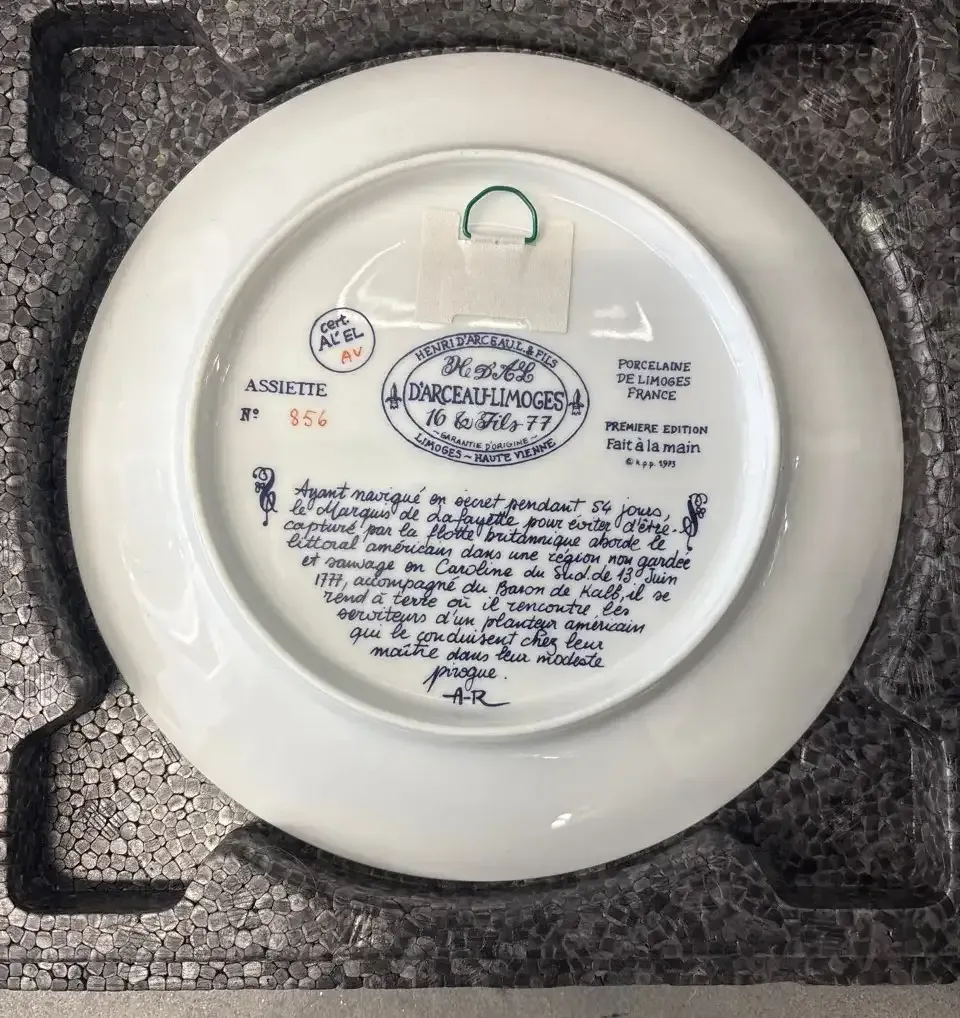 cert
AL'EL
AV
ASSIETTE
Nº 856
HENRI D'ARCEAU L. & FILS
H D'A L
D'ARCEAU-LIMOGES
16 & Fils 77
~GARANTIE D'ORIGINE~
LIMOGES ~ HAUTE VIENNE
PORCELAINE
DE LIMOGES
FRANCE
PREMIERE EDITION
Fait à la main
© k.p.p. 1973
Ayant navigué en secret pendant 54 jours,
le Marquis de Lafayette pour éviter d'être
capturé par la flotte britannique aborde le
littoral américain dans une région non gardée
et sauvage en Caroline du Sud. de 13 Juin
1777, accompagné du Baron de Kalb, il se
rend à terre où il rencontre les
serviteurs d'un planteur américain
qui le conduisent chez leur
maître dans leur modeste
pirogue.
A-R